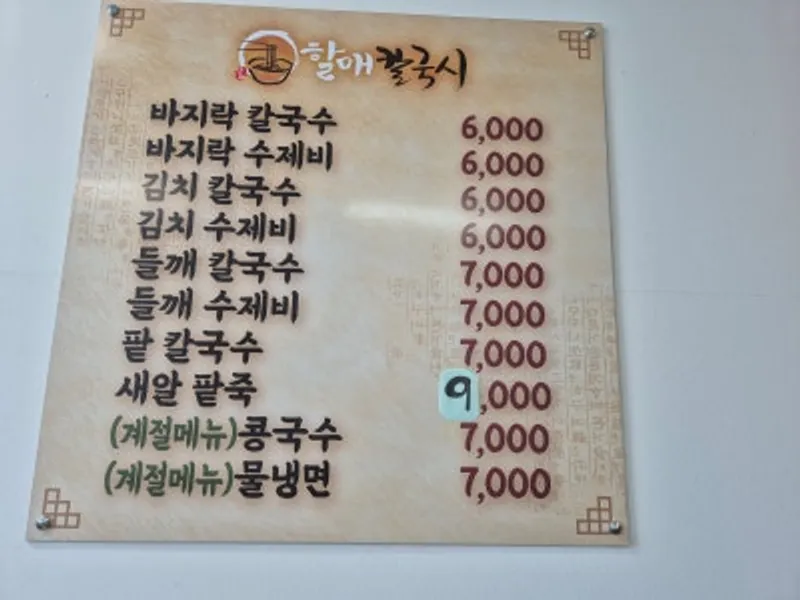 할매칼국시
바지락 칼국수 6,000
바지락 수제비 6,000
김치 칼국수 6,000
김치 수제비 6,000
들깨 칼국수 7,000
들깨 수제비 7,000
팥 칼국수 7,000
새알 팥죽 9,000
(계절메뉴)콩국수 7,000
(계절메뉴)물냉면 7,000